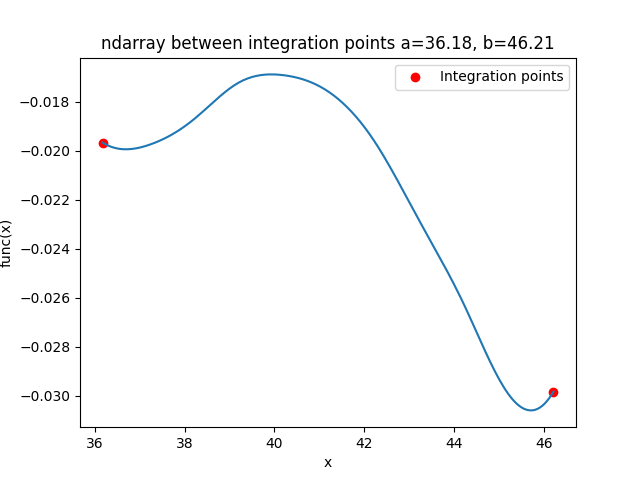 ndarray between integration points a=36.18, b=46.21
Integration points
−0.018
−0.020
−0.022
−0.024
−0.026
−0.028
−0.030
func(x)
36 38 40 42 44 46
x